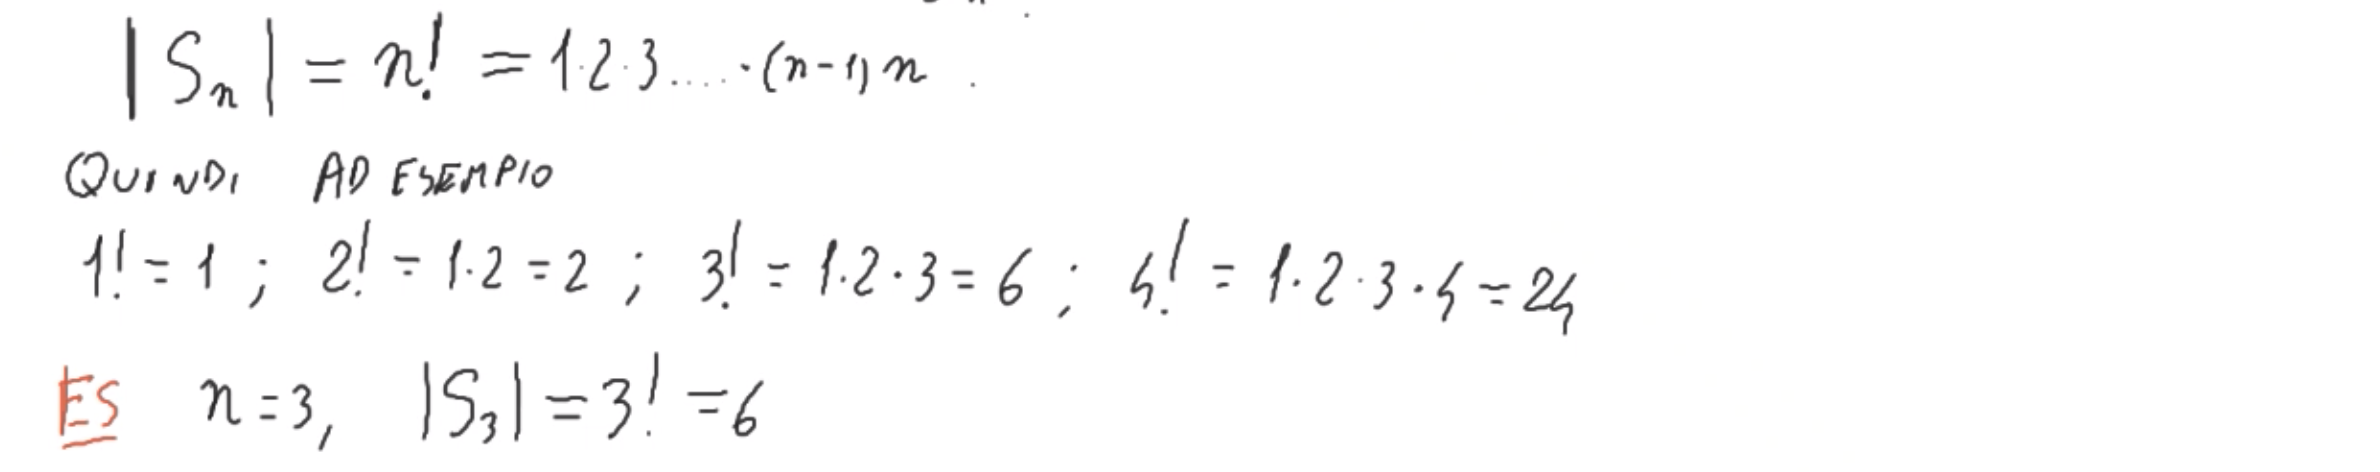 |Sₙ| = n! = 1·2·3.....·(n-1) n .
QUINDI AD ESEMPIO
1! = 1 ; 2! = 1·2 = 2 ; 3! = 1·2·3 = 6 ; 4! = 1·2·3·4 = 24
ES n = 3, |S₃| = 3! = 6